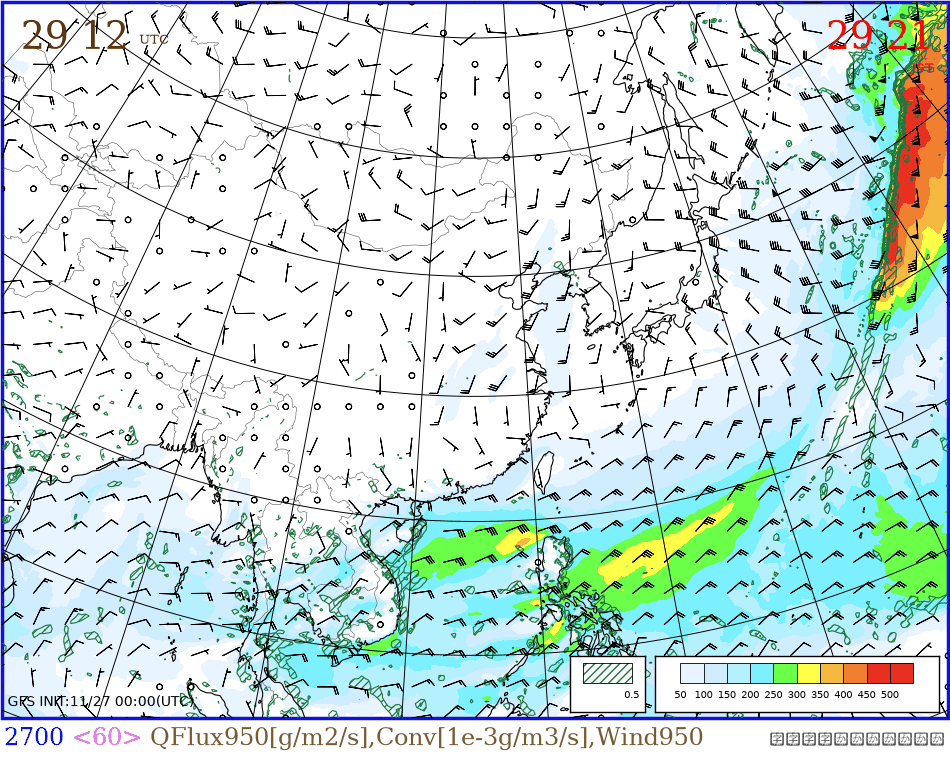 29 12 UTC
29 21
0.5
50 100 150 200 250 300 350 400 450 500
GFS INIT:11/27 00:00(UTC)
2700 <60> QFlux950[g/m2/s],Conv[1e-3g/m3/s],Wind950